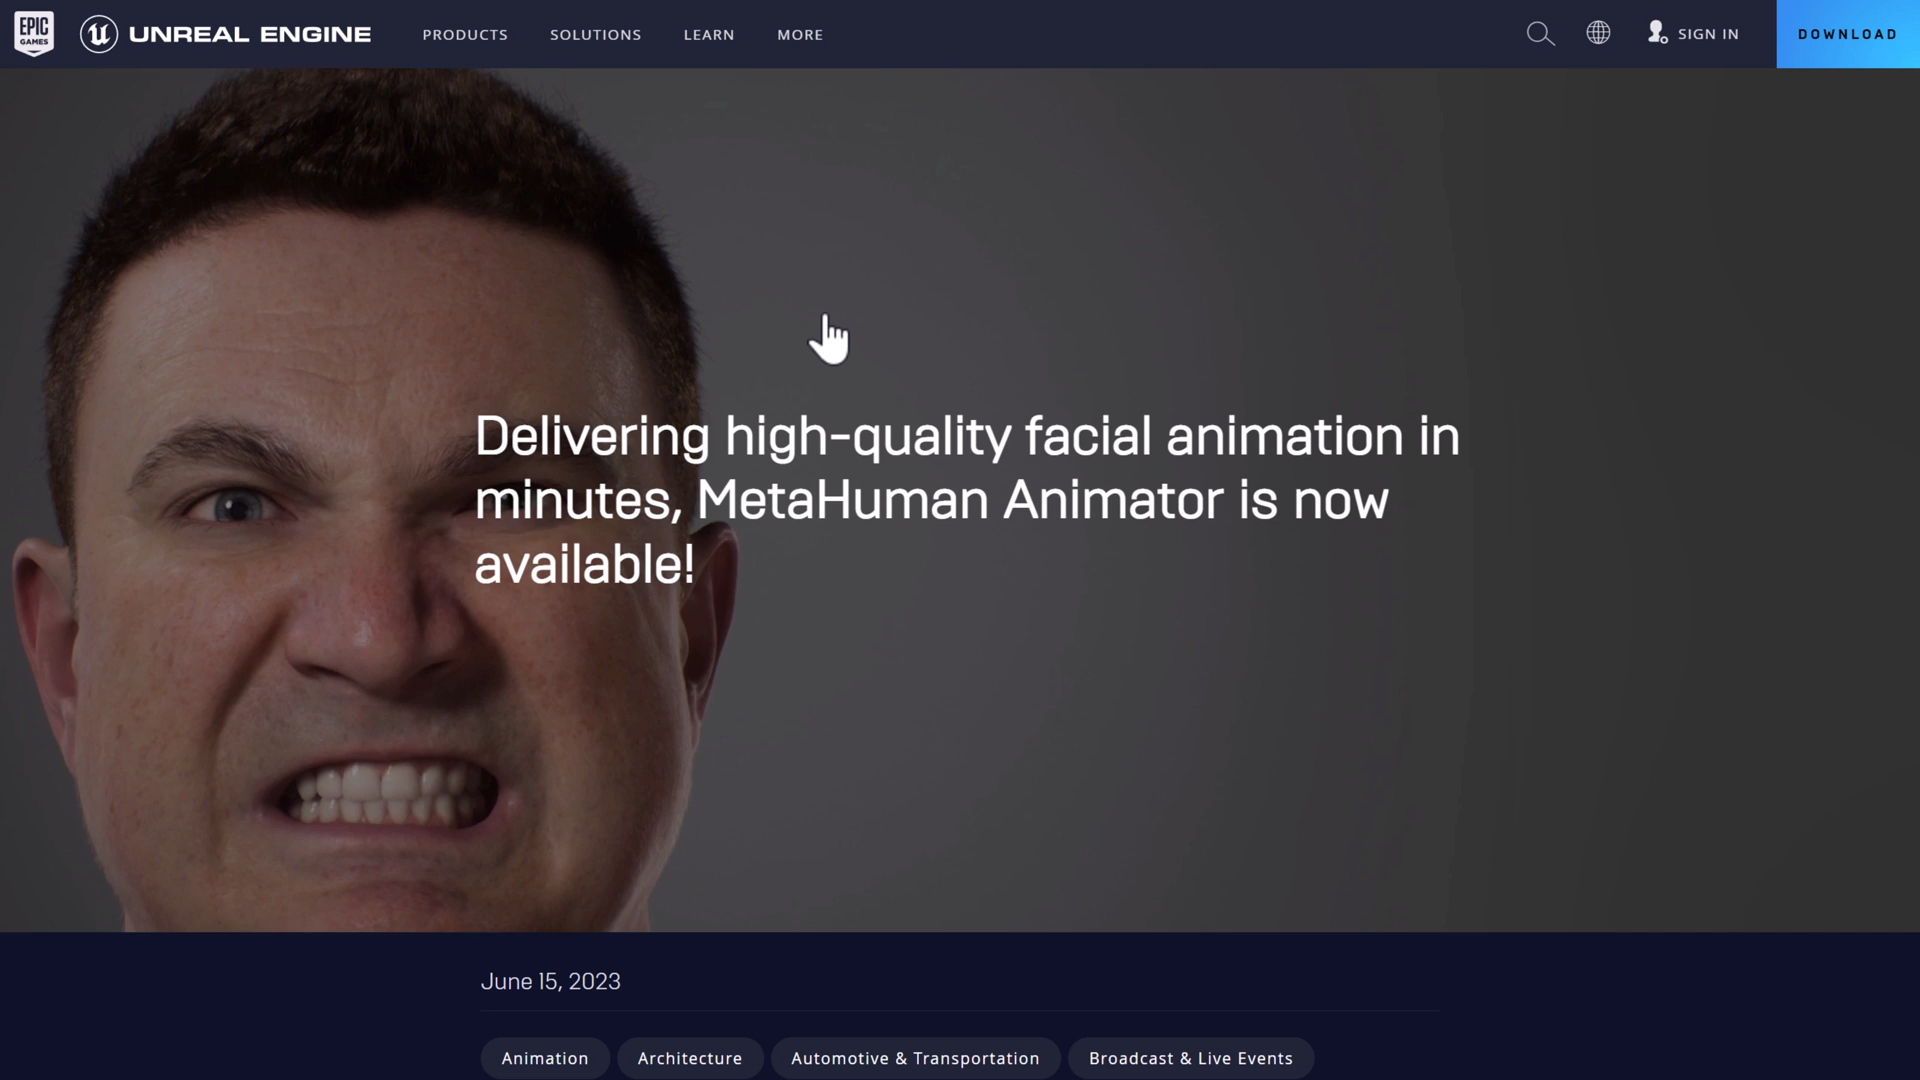 EPIC GAMES
UNREAL ENGINE
PRODUCTS
SOLUTIONS
LEARN
MORE
SIGN IN
DOWNLOAD
Delivering high-quality facial animation in
minutes, MetaHuman Animator is now
available!
June 15, 2023
Animation
Architecture
Automotive & Transportation
Broadcast & Live Events